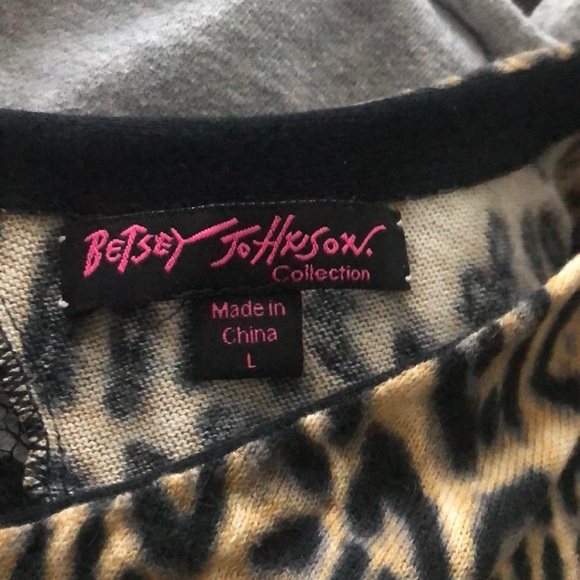 BETSEY JOHNSON.
Collection
Made in
China
L